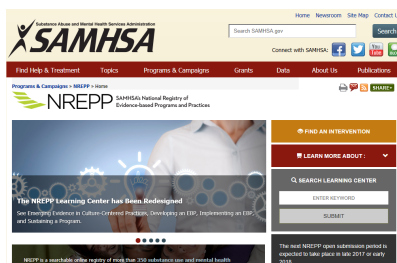 Home Newsroom Site Map Contact U
Substance Abuse and Mental Health Services Administration
SAMHSA
Search SAMHSA.gov
Search
Connect with SAMHSA:
You
Tube
Find Help & Treatment Topics Programs & Campaigns Grants Data About Us Publications
Programs & Campaigns » NREPP » Home
SHARE+
NREPP
SAMHSA's National Registry of
Evidence-based Programs and Practices
FIND AN INTERVENTION
LEARN MORE ABOUT :
SEARCH LEARNING CENTER
ENTER KEYWORD
SUBMIT
The NREPP Learning Center has Been Redesigned
See Emerging Evidence in Culture-Centered Practices, Developing an EBP, Implementing an EBP,
and Sustaining a Program.
The next NREPP open submission period is
expected to take place in late 2017 or early
2018.
NREPP is a searchable online registry of more than 350 substance use and mental health